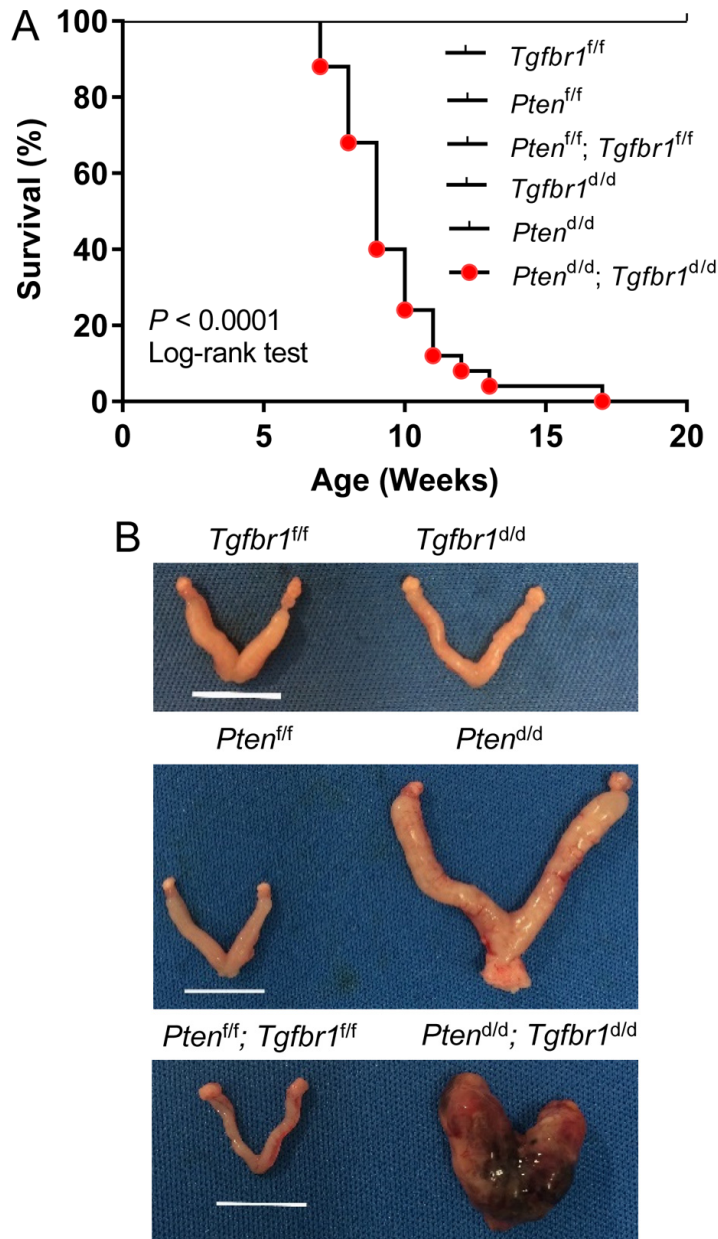 A
100
80
60
40
20
0
Survival (%)
Tgfbr1f/f
Ptenf/f
Ptenf/f; Tgfbr1f/f
Tgfbr1d/d
Ptend/d
Ptend/d; Tgfbr1d/d
P < 0.0001
Log-rank test
0 5 10 15 20
Age (Weeks)
B
Tgfbr1f/f Tgfbr1d/d
Ptenf/f Ptend/d
Ptenf/f; Tgfbr1f/f Ptend/d; Tgfbr1d/d